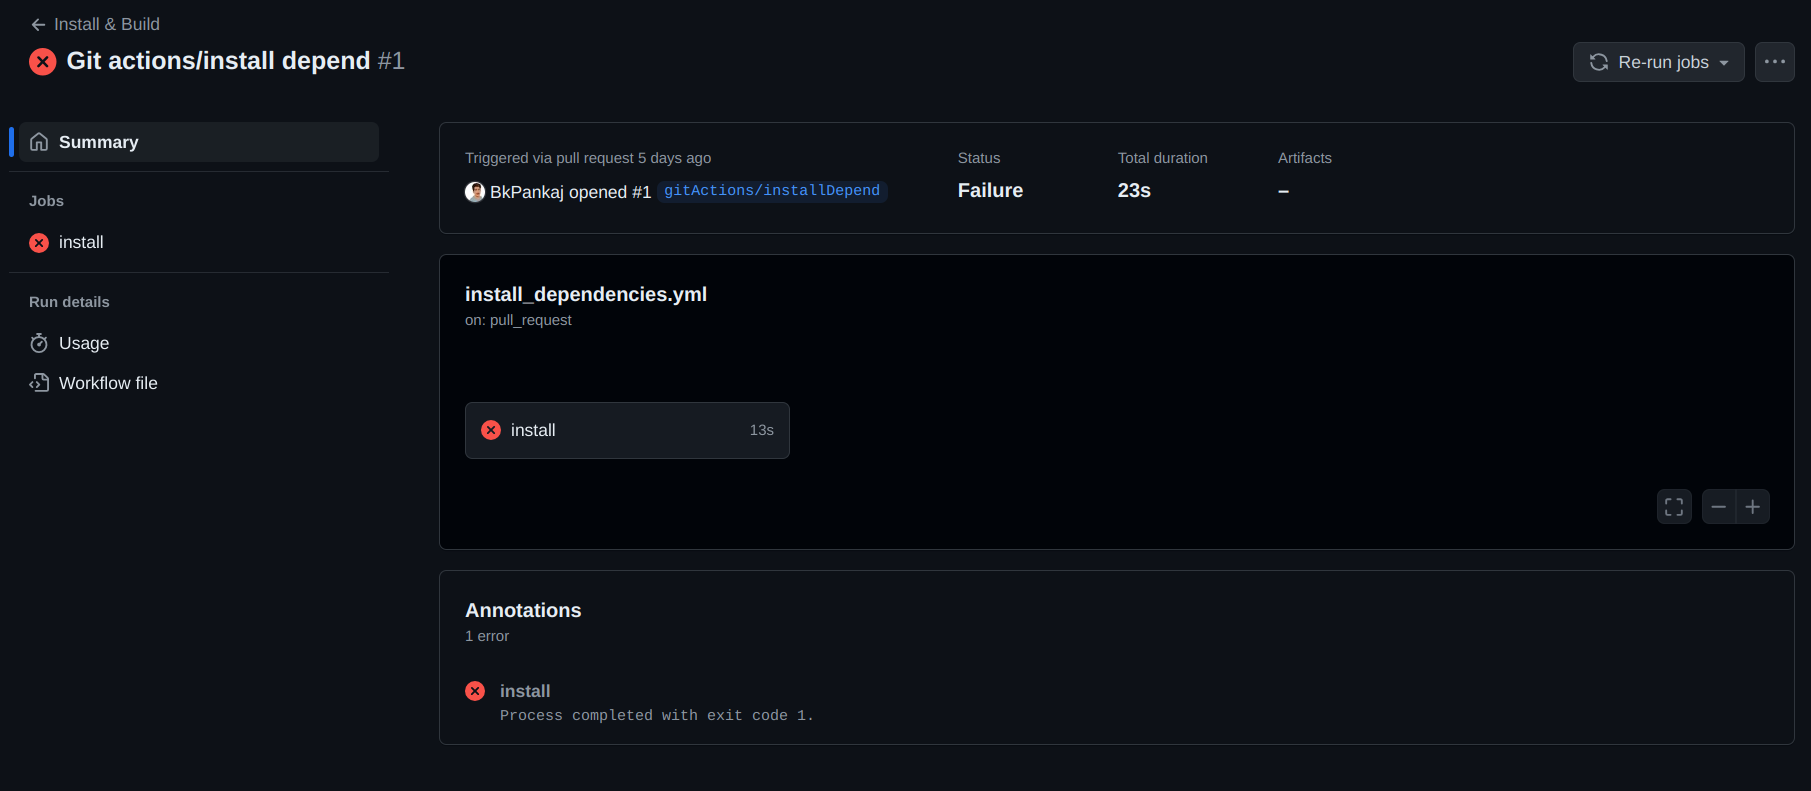 Install & Build
Git actions/install depend #1
Re-run jobs
Summary
Jobs
install
Run details
Usage
Workflow file
Triggered via pull request 5 days ago
BkPankaj opened #1 gitActions/installDepend
Status
Failure
Total duration
23s
Artifacts
–
install_dependencies.yml
on: pull_request
install 13s
Annotations
1 error
install
Process completed with exit code 1.